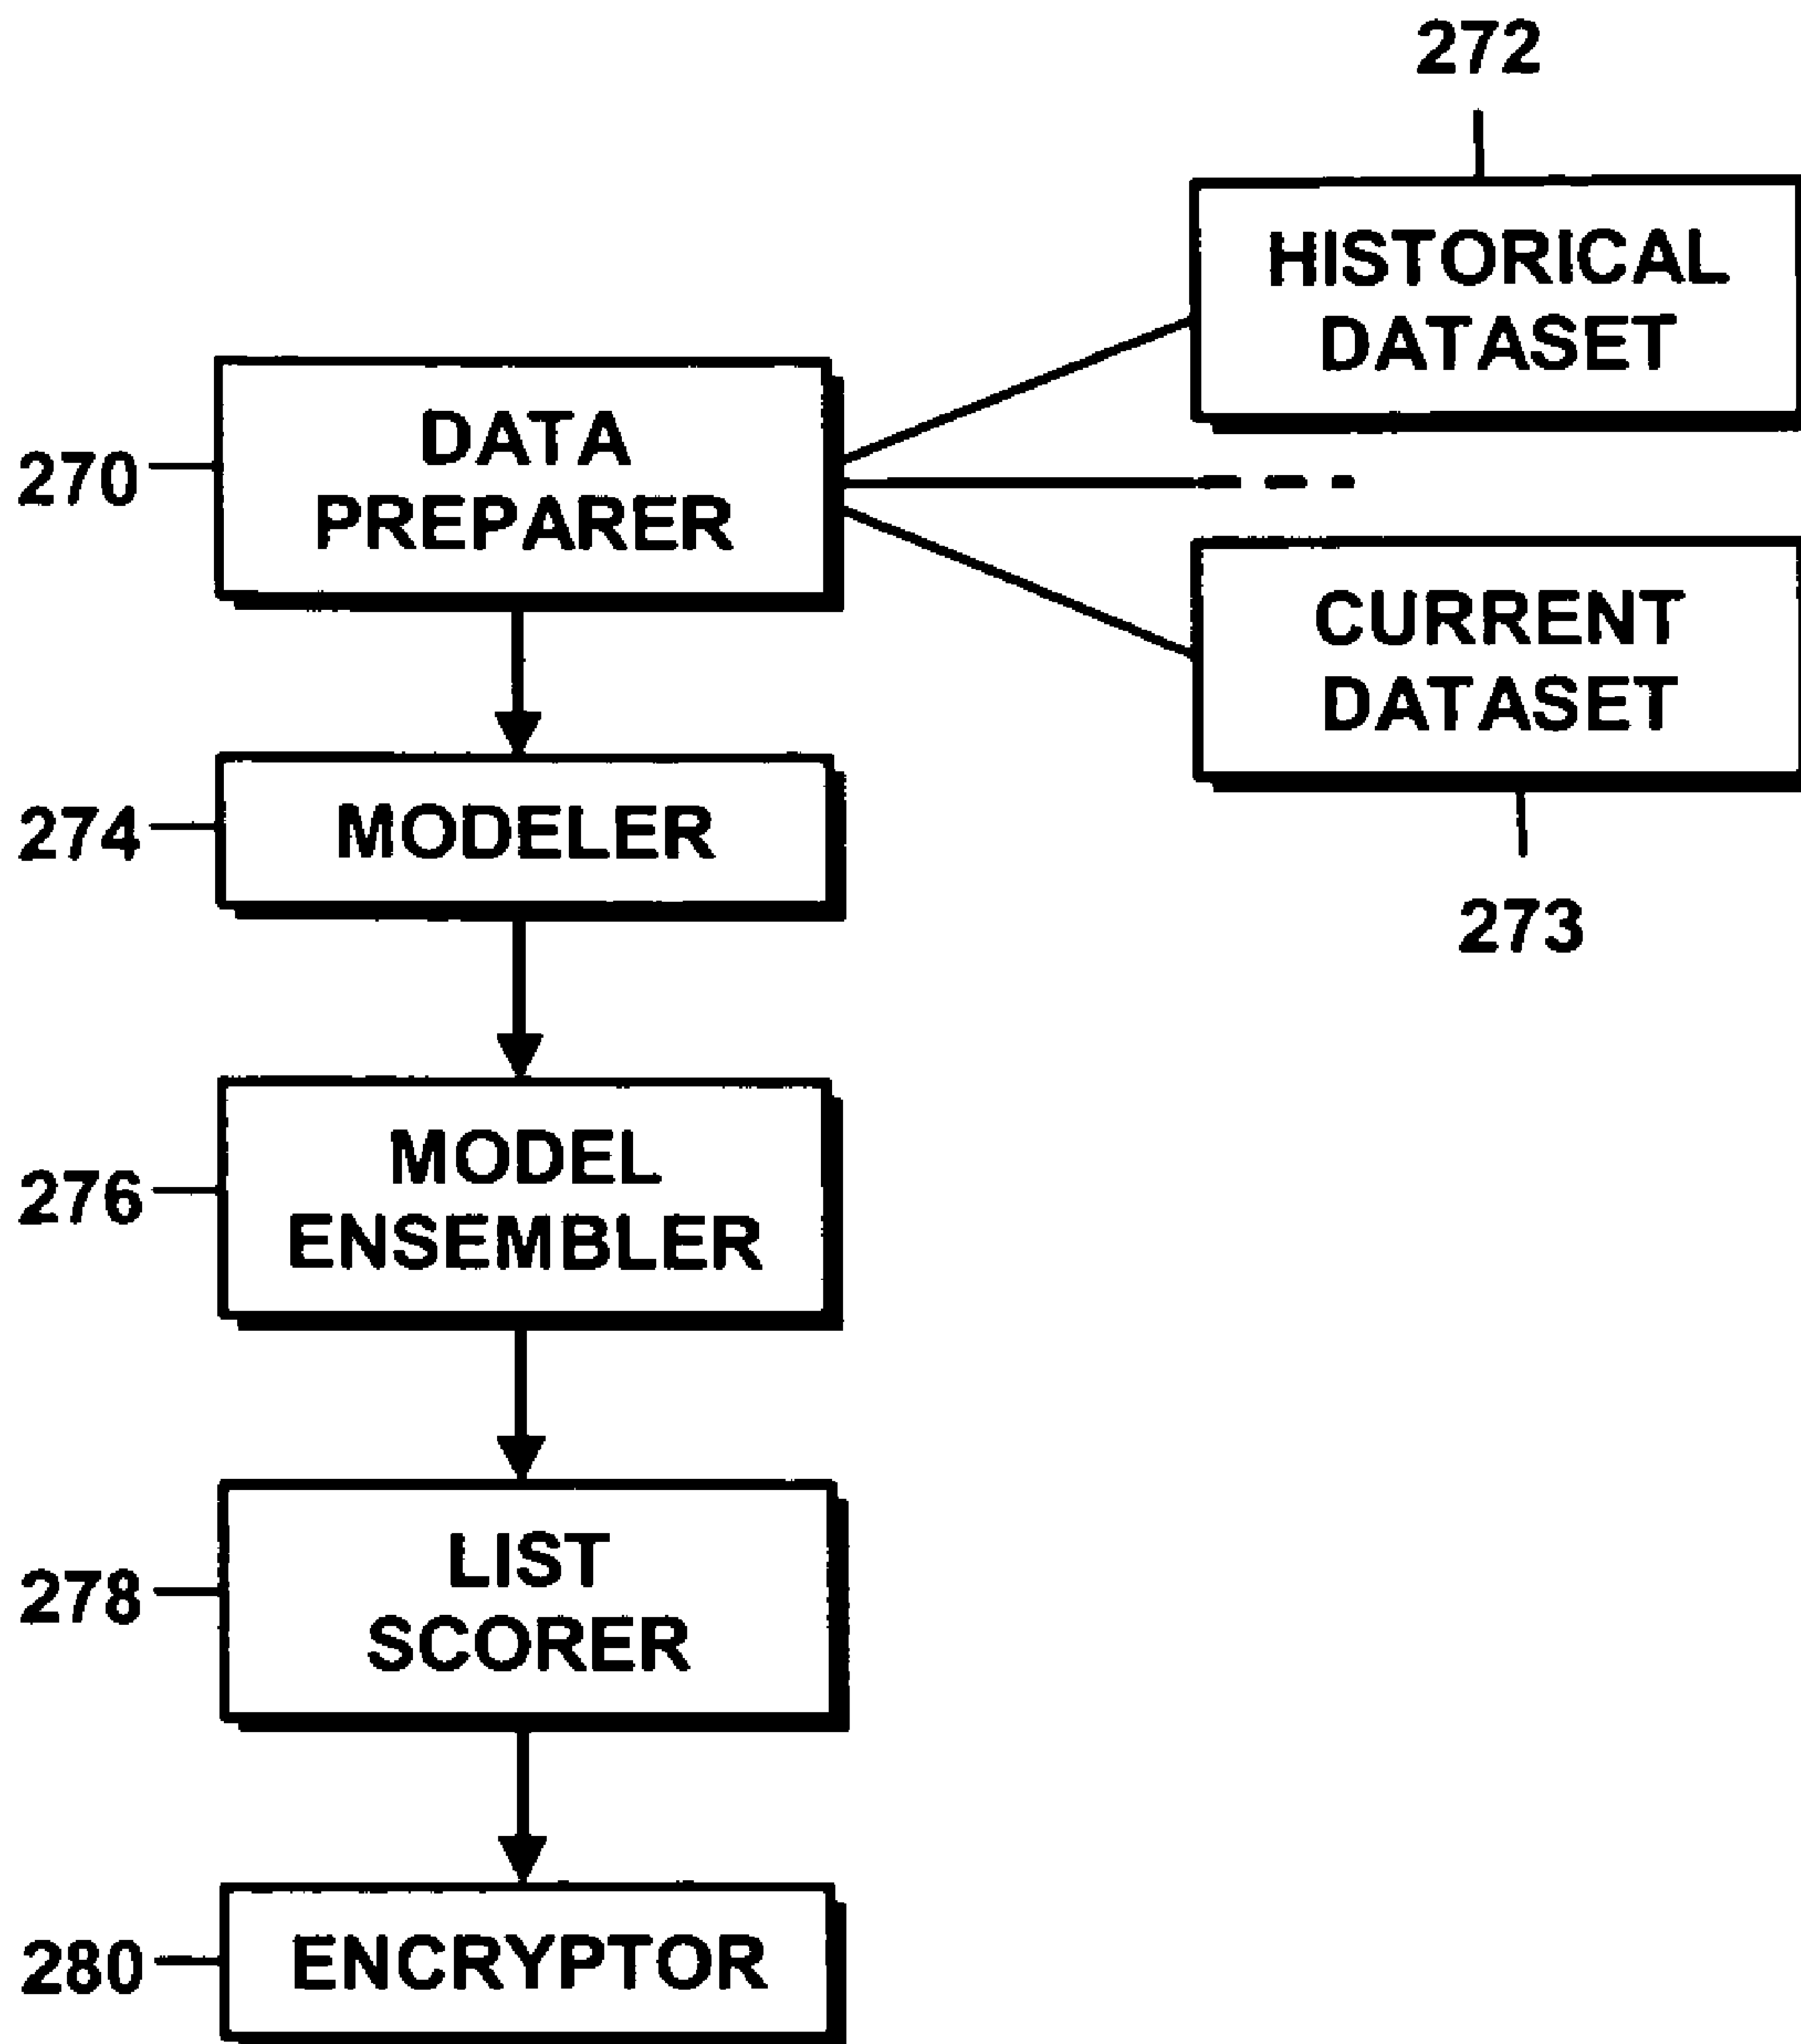 272
HISTORICAL
DATASET
270
DATA
PREPARER
CURRENT
DATASET
273
274
MODELER
276
MODEL
ENSEMBLER
278
LIST
SCORER
280
ENCRYPTOR